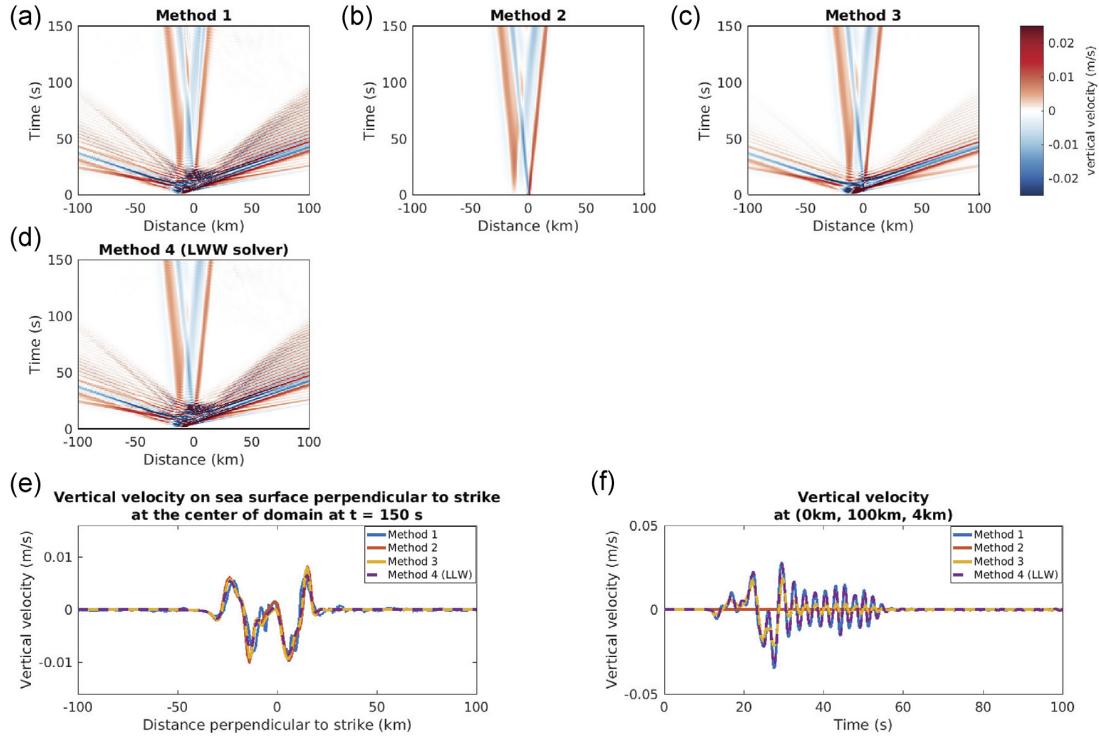 (a)
Method 1
150
100
50
0
Time (s)
-100
-50
0
50
100
Distance (km)
(b)
Method 2
150
100
50
0
Time (s)
-100
-50
0
50
100
Distance (km)
(c)
Method 3
150
100
50
0
Time (s)
-100
-50
0
50
100
Distance (km)
0.02
0.01
0
-0.01
-0.02
vertical velocity (m/s)
(d)
Method 4 (LWW solver)
150
100
50
0
Time (s)
-100
-50
0
50
100
Distance (km)
(e)
Vertical velocity on sea surface perpendicular to strike
at the center of domain at t = 150 s
Method 1
Method 2
Method 3
Method 4 (LLW)
0.01
0
-0.01
Vertical velocity (m/s)
-100
-50
0
50
100
Distance perpendicular to strike (km)
(f)
Vertical velocity
at (0km, 100km, 4km)
Method 1
Method 2
Method 3
Method 4 (LLW)
0.05
0
-0.05
Vertical velocity (m/s)
0
20
40
60
80
100
Time (s)